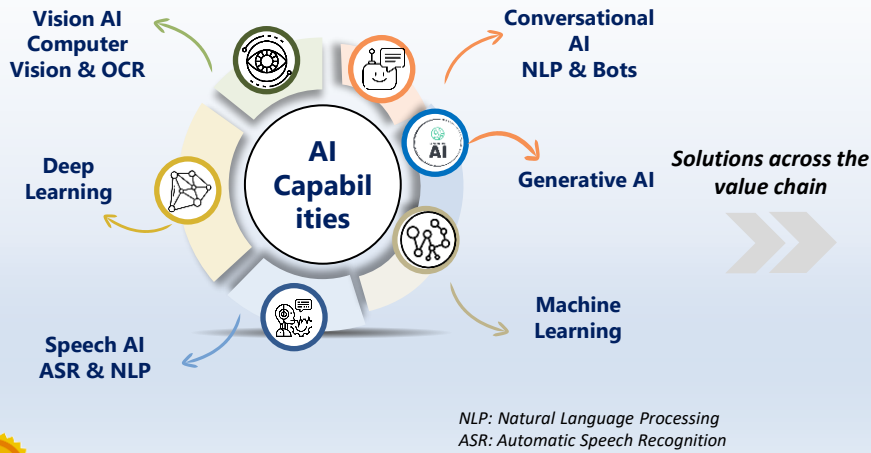 Vision AI
Computer
Vision & OCR
Conversational
AI
NLP & Bots
AI
Capabil
ities
AI
Deep
Learning
Generative AI
Solutions across the
value chain
Machine
Learning
Speech AI
ASR & NLP
NLP: Natural Language Processing
ASR: Automatic Speech Recognition